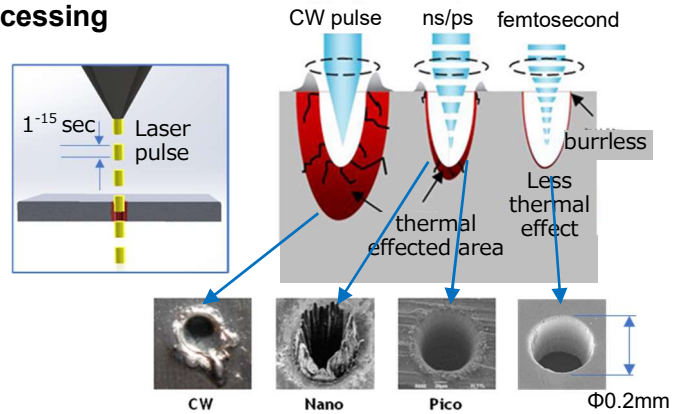 cessing
CW pulse
ns/ps
femtosecond
1-15 sec
Laser
pulse
burrless
Less
thermal
effect
thermal
effected area
CW
Nano
Pico
Φ0.2mm